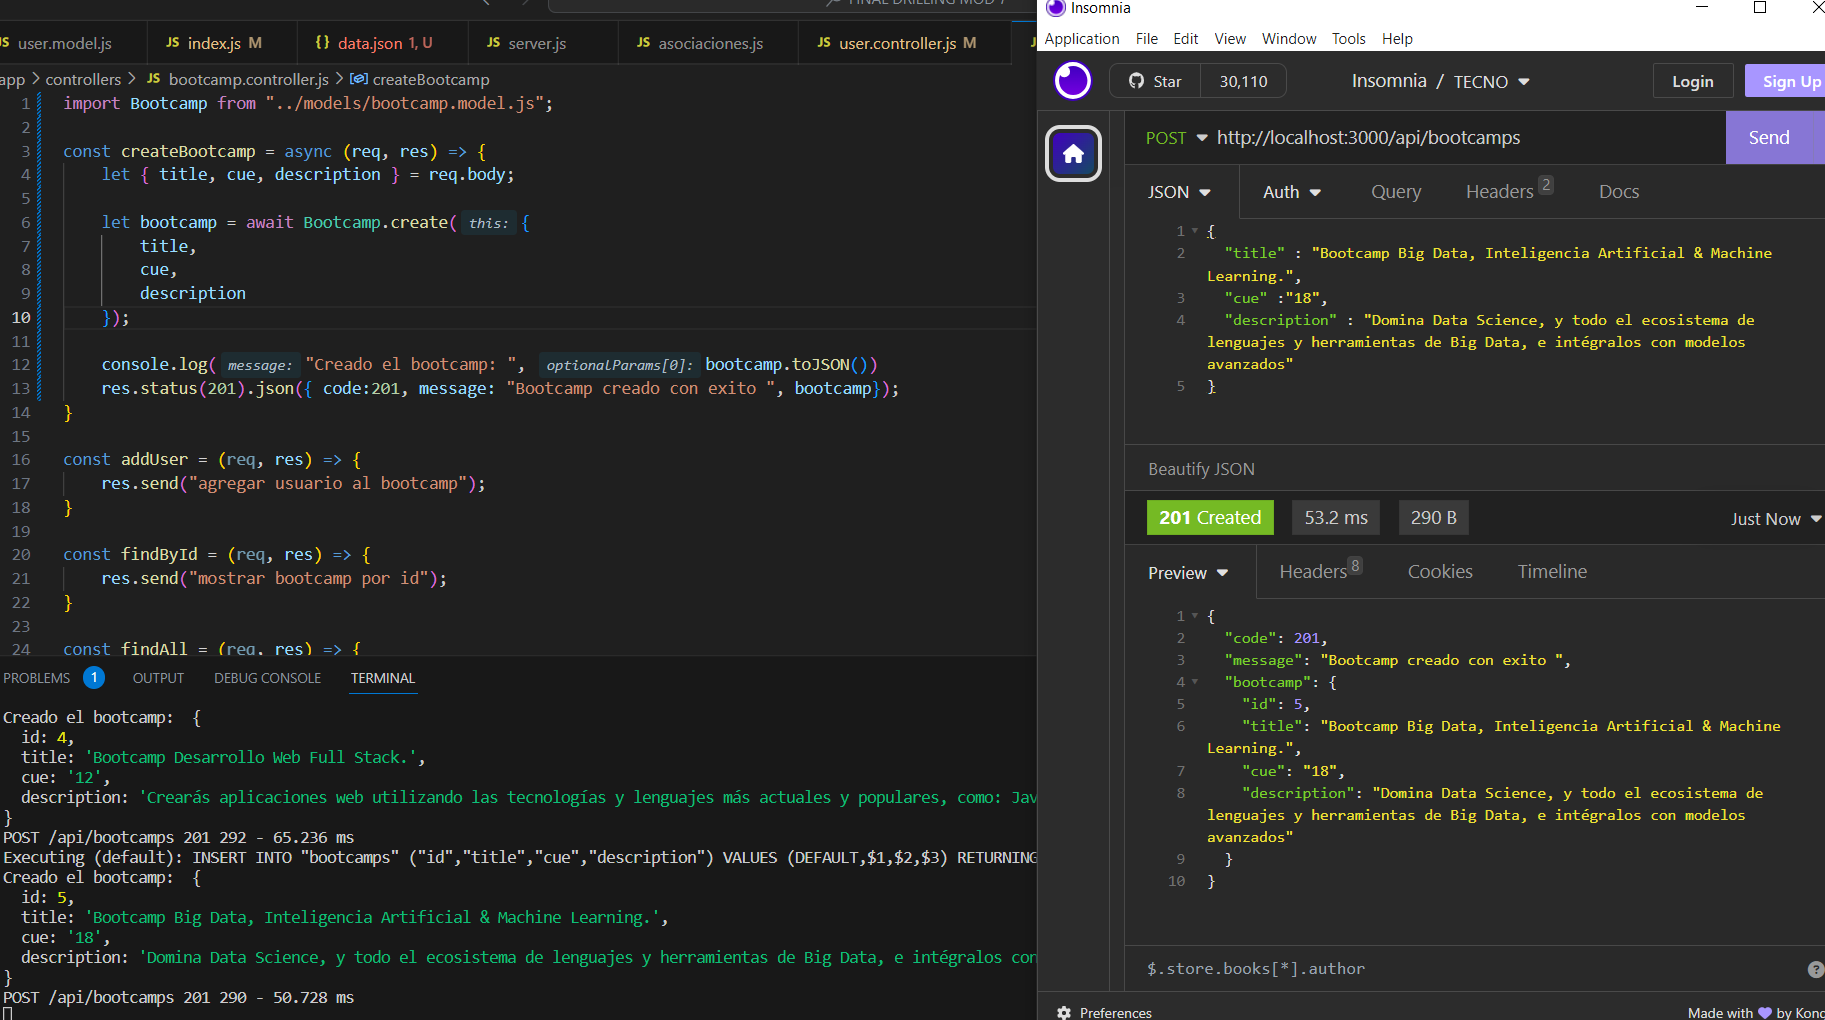 FINAL DRILLING MOD 7
JS user.model.js
JS index.js M
{} data.json 1, U
JS server.js
JS asociaciones.js
JS user.controller.js M
app > controllers > JS bootcamp.controller.js > createBootcamp
1 import Bootcamp from "../models/bootcamp.model.js";
2
3 const createBootcamp = async (req, res) => {
4 let { title, cue, description } = req.body;
5
6 let bootcamp = await Bootcamp.create( this: {
7 title,
8 cue,
9 description
10 });
11
12 console.log( message: "Creado el bootcamp: ", optionalParams[0]: bootcamp.toJSON())
13 res.status(201).json({ code:201, message: "Bootcamp creado con exito ", bootcamp});
14 }
15
16 const addUser = (req, res) => {
17 res.send("agregar usuario al bootcamp");
18 }
19
20 const findById = (req, res) => {
21 res.send("mostrar bootcamp por id");
22 }
23
24 const findAll = (req, res) => {
PROBLEMS 1 OUTPUT DEBUG CONSOLE TERMINAL
Creado el bootcamp:  {
id: 4,
title: 'Bootcamp Desarrollo Web Full Stack.',
cue: '12',
description: 'Crearás aplicaciones web utilizando las tecnologías y lenguajes más actuales y populares, como: Jav
}
POST /api/bootcamps 201 292 - 65.236 ms
Executing (default): INSERT INTO "bootcamps" ("id","title","cue","description") VALUES (DEFAULT,$1,$2,$3) RETURNING
Creado el bootcamp:  {
id: 5,
title: 'Bootcamp Big Data, Inteligencia Artificial & Machine Learning.',
cue: '18',
description: 'Domina Data Science, y todo el ecosistema de lenguajes y herramientas de Big Data, e intégralos con
}
POST /api/bootcamps 201 290 - 50.728 ms
Insomnia
Application File Edit View Window Tools Help
Star 30,110
Insomnia / TECNO
Login
Sign Up
POST http://localhost:3000/api/bootcamps
Send
JSON Auth Query Headers 2 Docs
1 {
2 "title" : "Bootcamp Big Data, Inteligencia Artificial & Machine
Learning.",
3 "cue" :"18",
4 "description" : "Domina Data Science, y todo el ecosistema de
lenguajes y herramientas de Big Data, e intégralos con modelos
avanzados"
5 }
Beautify JSON
201 Created 53.2 ms 290 B Just Now
Preview Headers 8 Cookies Timeline
1 {
2 "code": 201,
3 "message": "Bootcamp creado con exito ",
4 "bootcamp": {
5 "id": 5,
6 "title": "Bootcamp Big Data, Inteligencia Artificial & Machine
Learning.",
7 "cue": "18",
8 "description": "Domina Data Science, y todo el ecosistema de
lenguajes y herramientas de Big Data, e intégralos con modelos
avanzados"
9 }
10 }
$.store.books[*].author
?
Preferences
Made with by Kong